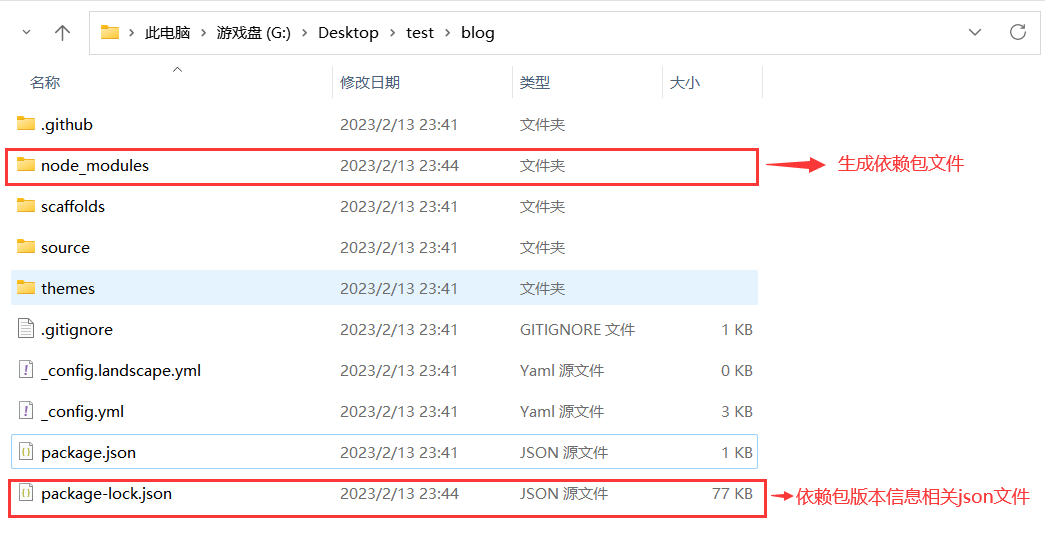 此电脑 > 游戏盘 (G:) > Desktop > test > blog
名称 修改日期 类型 大小
.github 2023/2/13 23:41 文件夹
node_modules 2023/2/13 23:44 文件夹 生成依赖包文件
scaffolds 2023/2/13 23:41 文件夹
source 2023/2/13 23:41 文件夹
themes 2023/2/13 23:41 文件夹
.gitignore 2023/2/13 23:41 GITIGNORE 文件 1 KB
_config.landscape.yml 2023/2/13 23:41 Yaml 源文件 0 KB
_config.yml 2023/2/13 23:41 Yaml 源文件 3 KB
package.json 2023/2/13 23:41 JSON 源文件 1 KB
package-lock.json 2023/2/13 23:44 JSON 源文件 77 KB 依赖包版本信息相关json文件